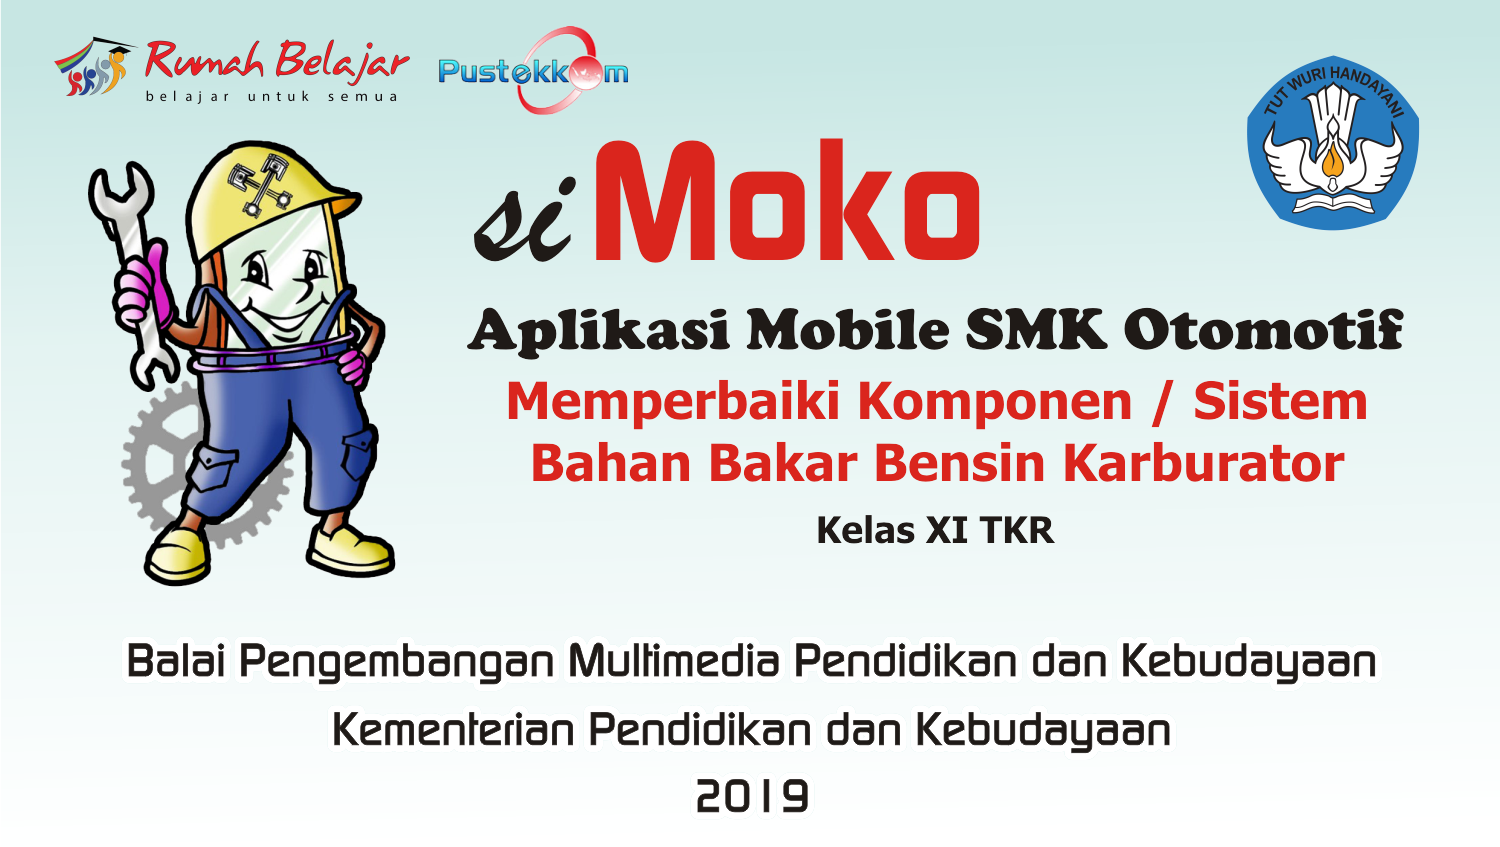 Rumah Belajar
belajar untuk semua
Pustekkom
TUT WURI HANDAYANI
si Moko
Aplikasi Mobile SMK Otomotif
Memperbaiki Komponen / Sistem
Bahan Bakar Bensin Karburator
Kelas XI TKR
Balai Pengembangan Multimedia Pendidikan dan Kebudayaan
Kementerian Pendidikan dan Kebudayaan
2019